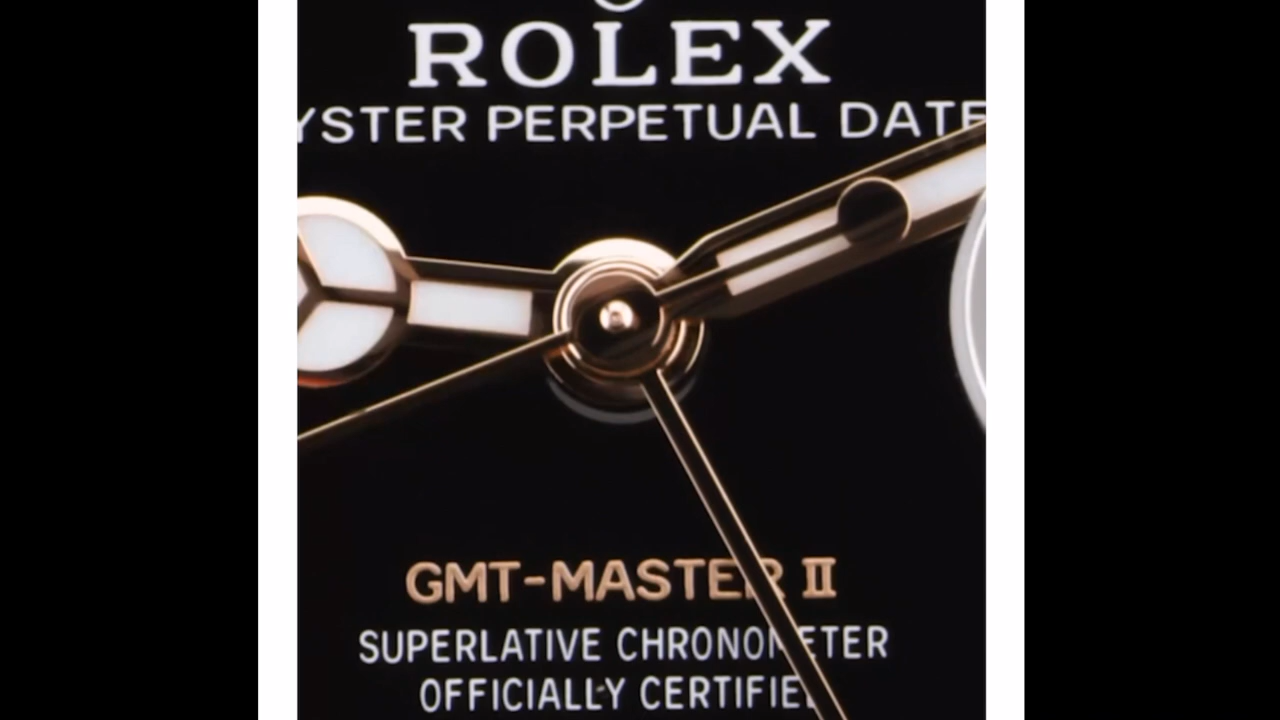 ROLEX
YSTER PERPETUAL DATE
GMT-MASTER II
SUPERLATIVE CHRONOMETER
OFFICIALLY CERTIFIED